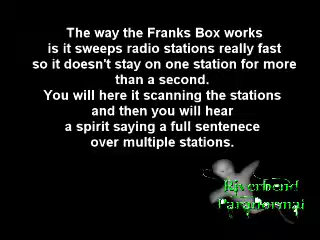 The way the Franks Box works
is it sweeps radio stations really fast
so it doesn't stay on one station for more
than a second.
You will here it scanning the stations
and then you will hear
a spirit saying a full sentenece
over multiple stations.
Riverbend
Paranormal